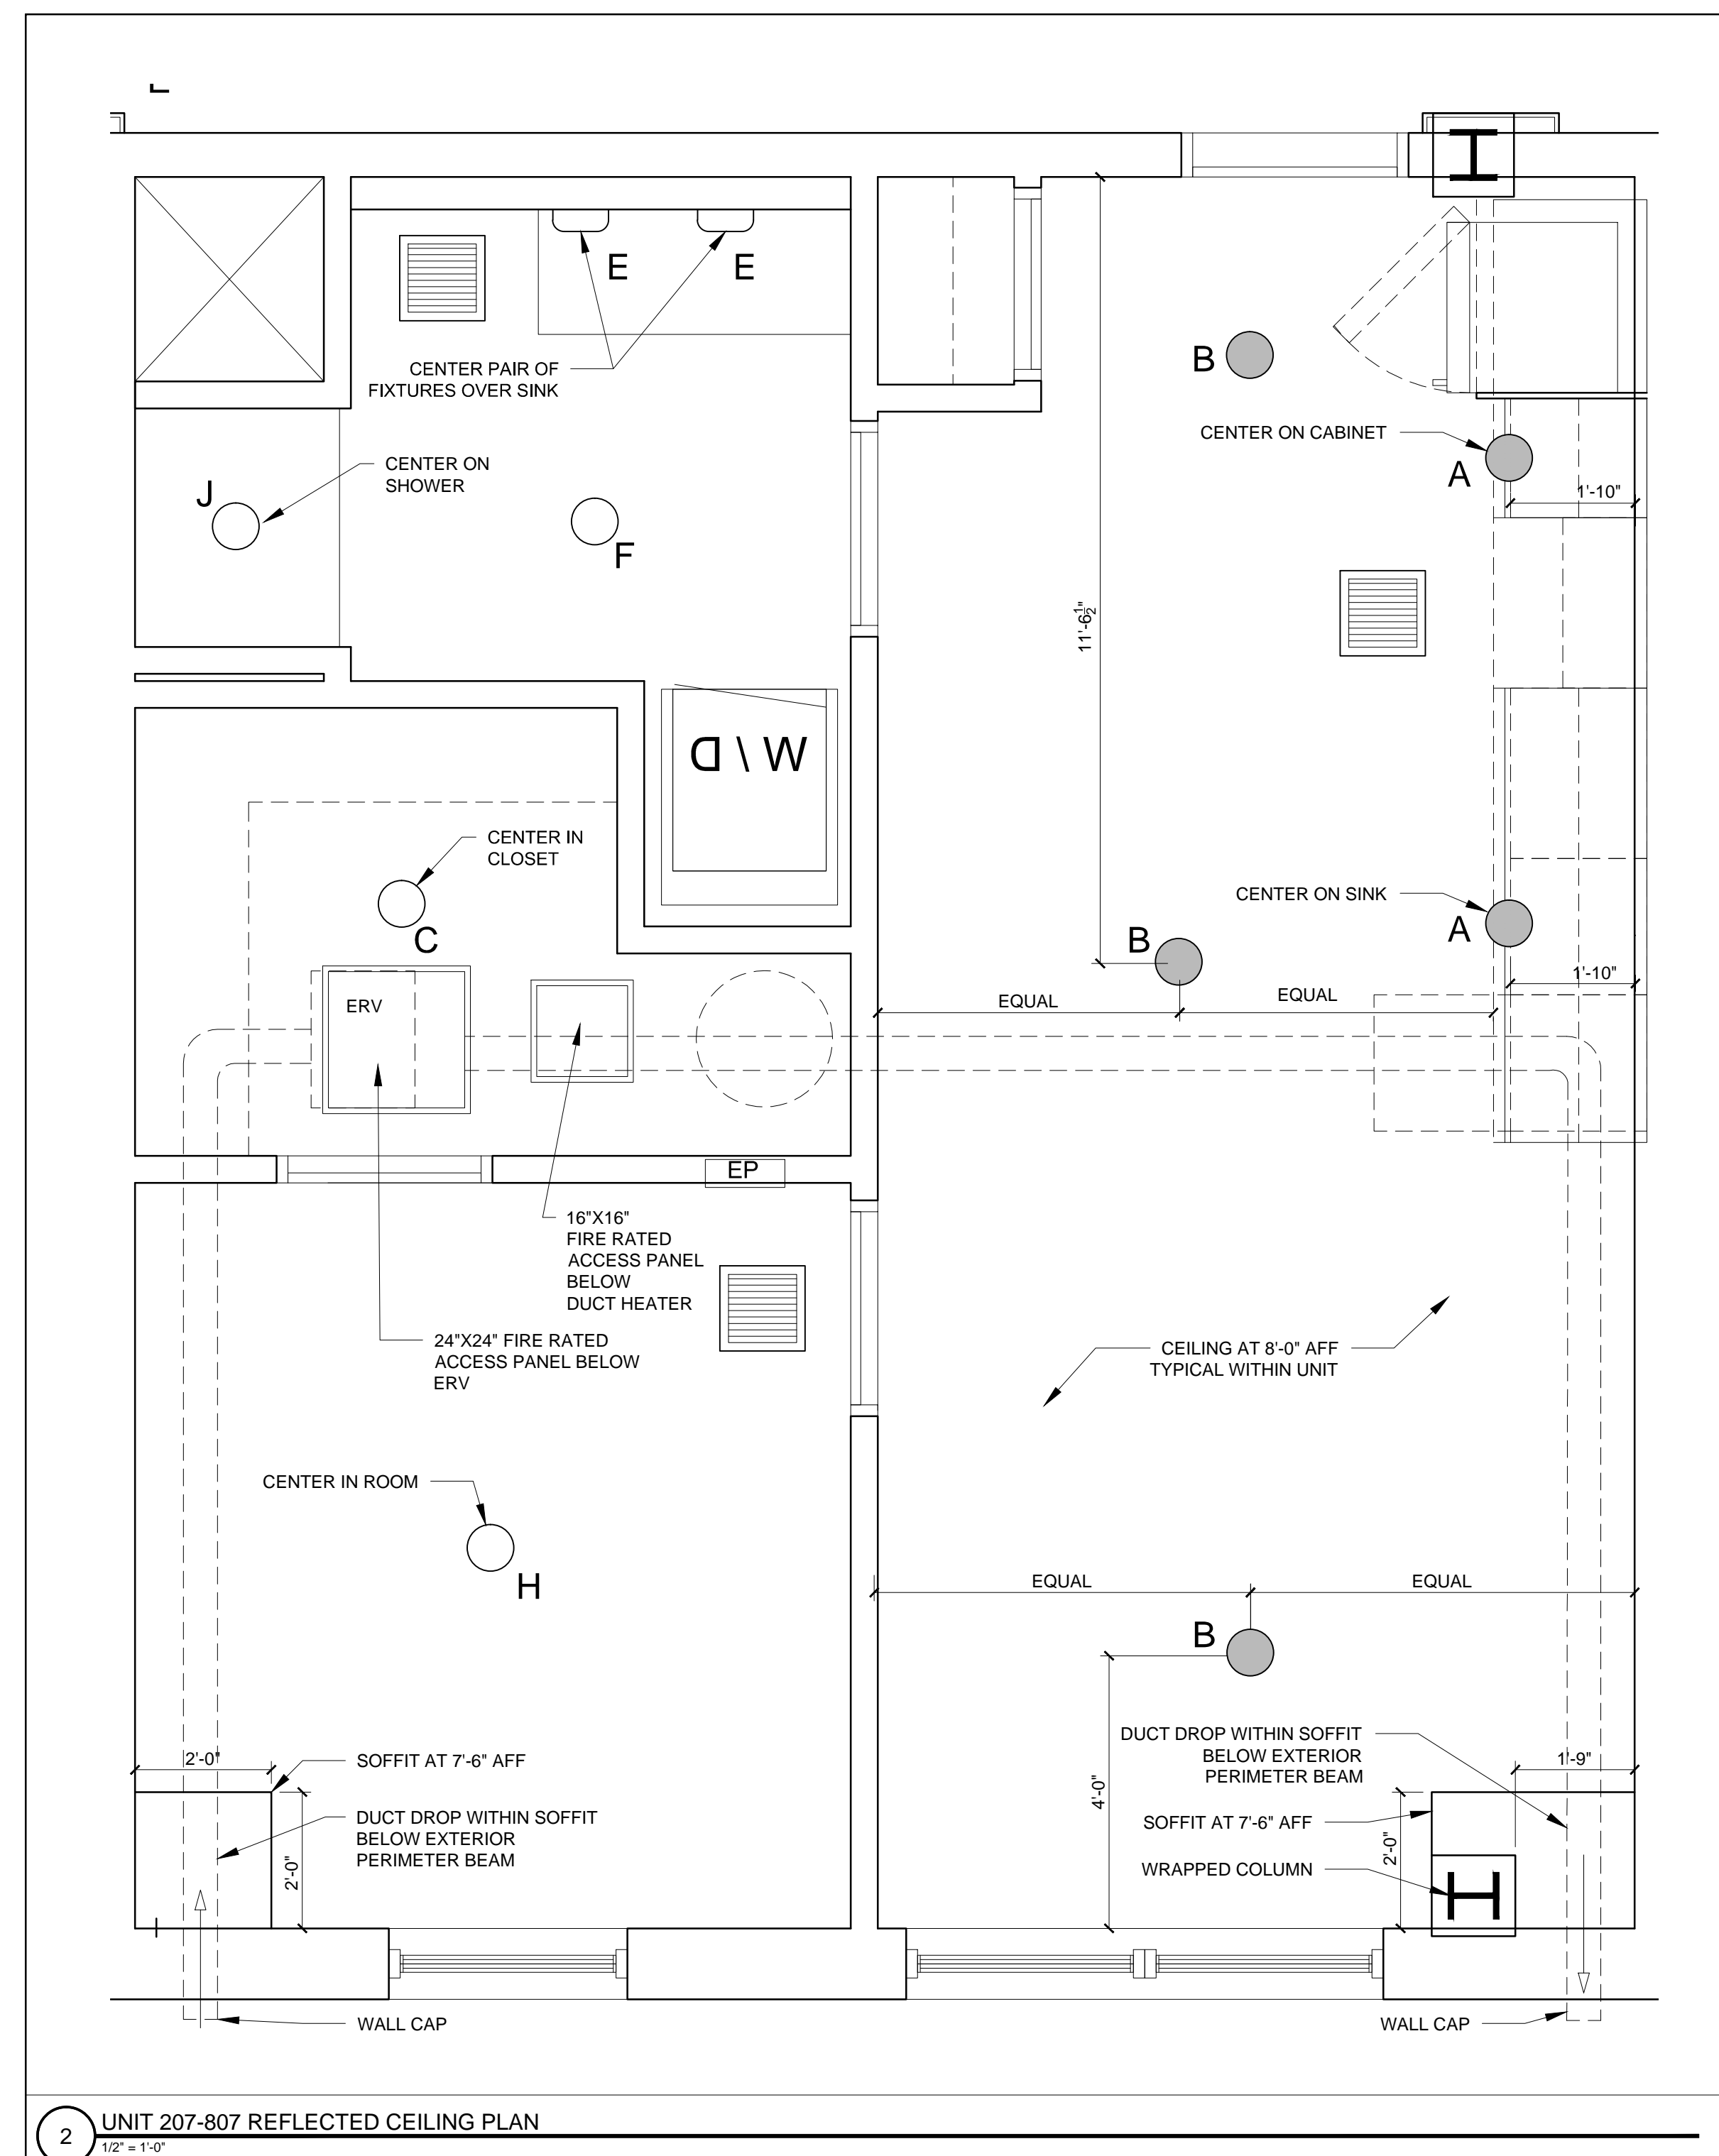 E
E
CENTER PAIR OF
FIXTURES OVER SINK
B
CENTER ON CABINET
A
1'-10"
CENTER ON
SHOWER
J
F
11'-6½"
W / D
CENTER IN
CLOSET
C
CENTER ON SINK
A
B
1'-10"
EQUAL
EQUAL
ERV
EP
16"X16"
FIRE RATED
ACCESS PANEL
BELOW
DUCT HEATER
24"X24" FIRE RATED
ACCESS PANEL BELOW
ERV
CEILING AT 8'-0" AFF
TYPICAL WITHIN UNIT
CENTER IN ROOM
H
EQUAL
EQUAL
B
2'-0"
SOFFIT AT 7'-6" AFF
DUCT DROP WITHIN SOFFIT
BELOW EXTERIOR
PERIMETER BEAM
2'-0"
4'-0"
DUCT DROP WITHIN SOFFIT
BELOW EXTERIOR
PERIMETER BEAM
1'-9"
SOFFIT AT 7'-6" AFF
2'-0"
WRAPPED COLUMN
WALL CAP
WALL CAP
2
UNIT 207-807 REFLECTED CEILING PLAN
1/2" = 1'-0"